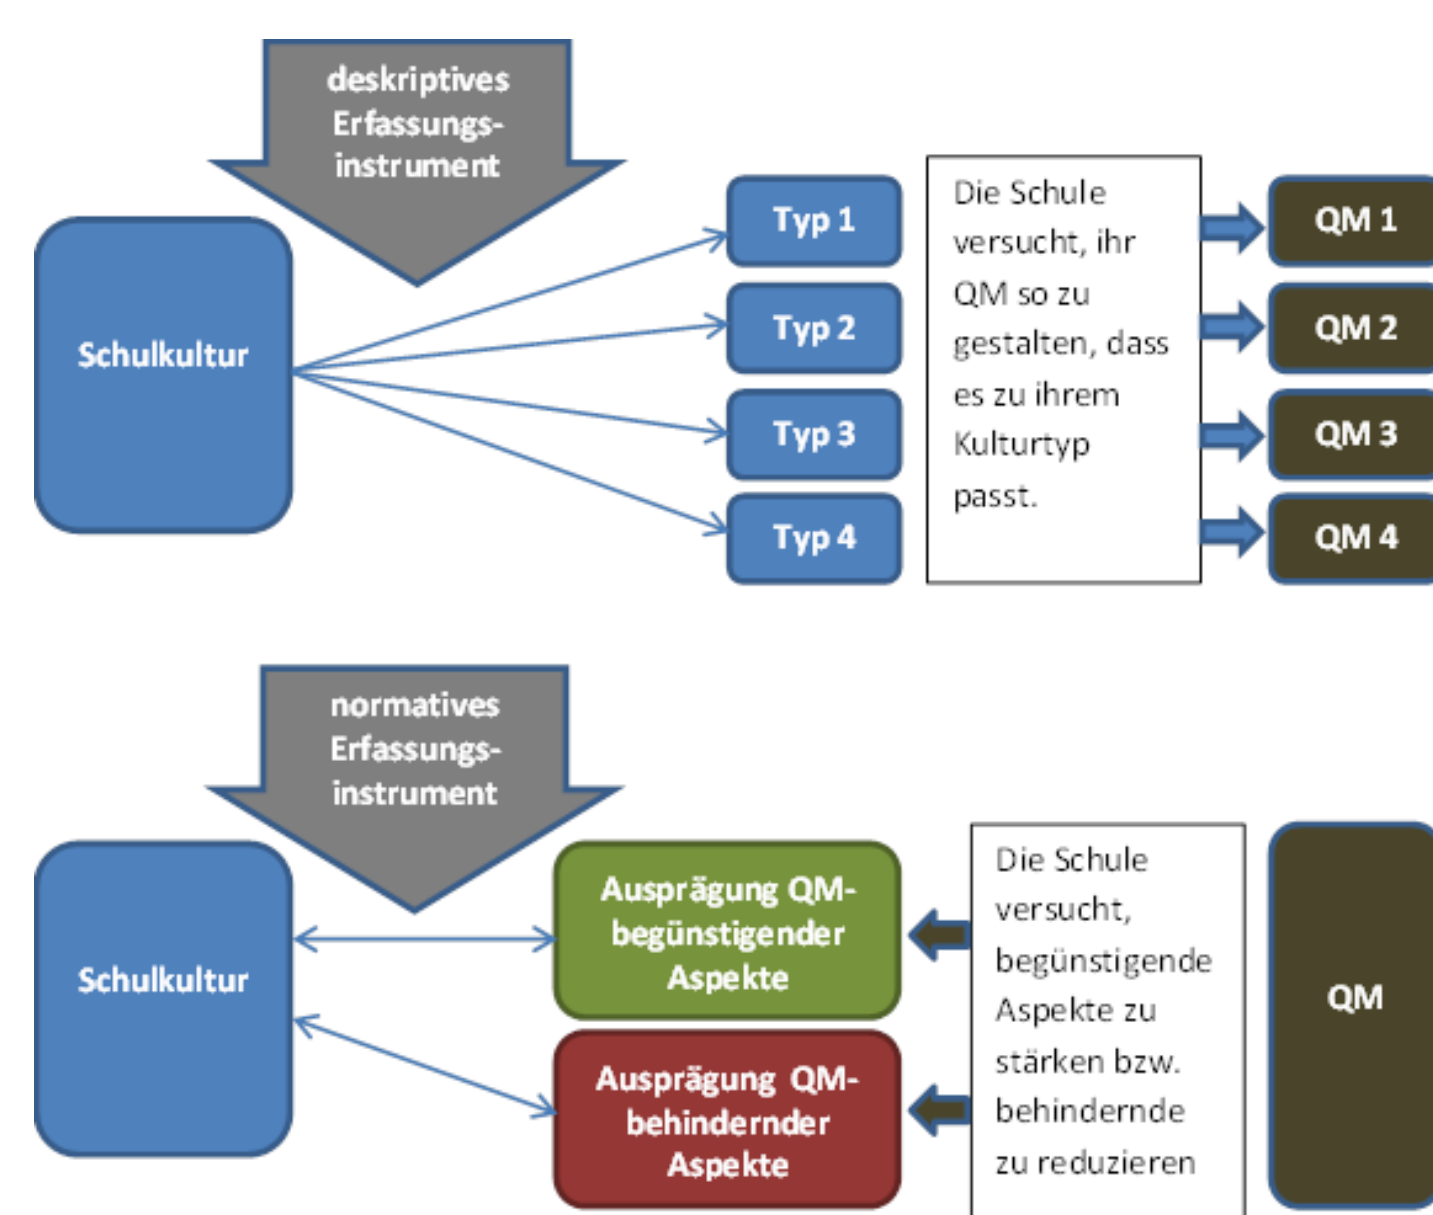 deskriptives
Erfassungs-
instrument
Schulkultur
Typ 1
Typ 2
Typ 3
Typ 4
Die Schule
versucht, ihr
QM so zu
gestalten, dass
es zu ihrem
Kulturtyp
passt.
QM 1
QM 2
QM 3
QM 4
normatives
Erfassungs-
instrument
Schulkultur
Ausprägung QM-
begünstigender
Aspekte
Ausprägung QM-
behindernder
Aspekte
Die Schule
versucht,
begünstigende
Aspekte zu
stärken bzw.
behindernde
zu reduzieren
QM